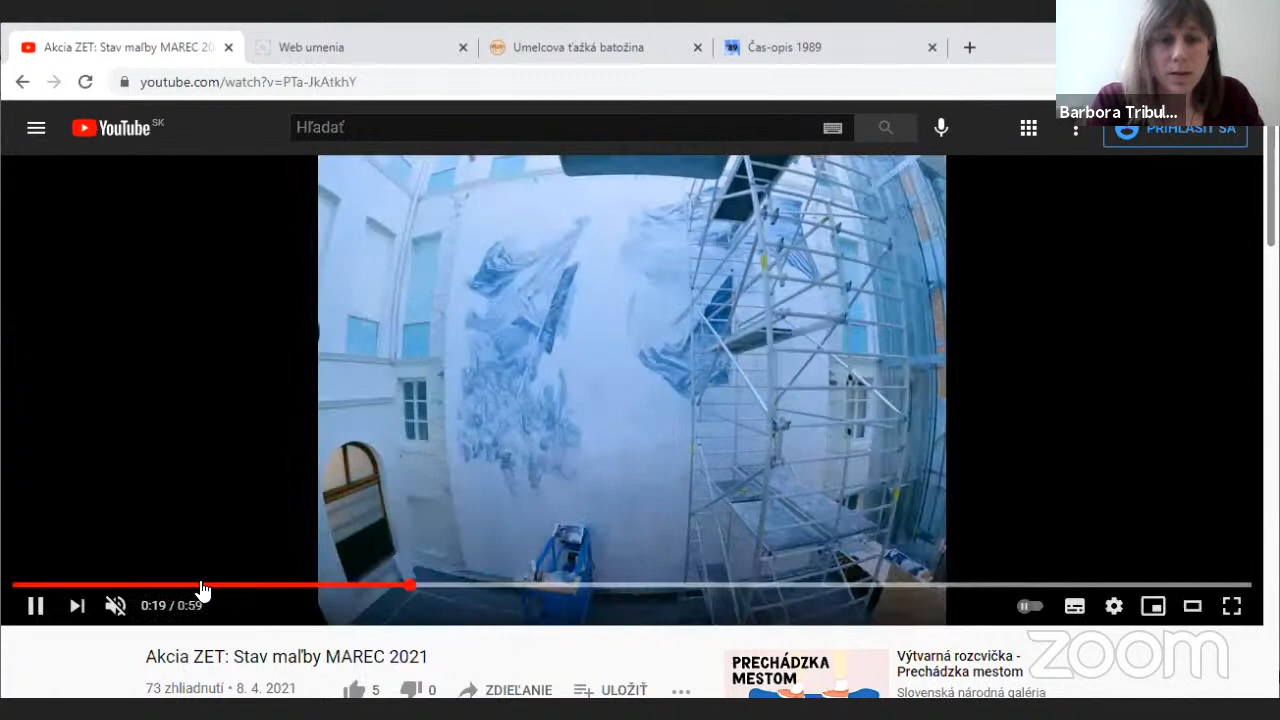 Akcia ZET: Stav maľby MAREC 20
Web umenia
Umelcova ťažká batožina
'89 Čas-opis 1989
youtube.com/watch?v=PTa-JkAtkhY
Barbora Tribul...
YouTube SK
Hľadať
PRIHLÁSIŤ SA
0:19 / 0:59
Akcia ZET: Stav maľby MAREC 2021
73 zhliadnutí • 8. 4. 2021
5
0
ZDIEĽANIE
ULOŽIŤ
PRECHÁDZKA
MESTOM
Výtvarná rozcvička -
Prechádzka mestom
Slovenská národná galéria
zoom